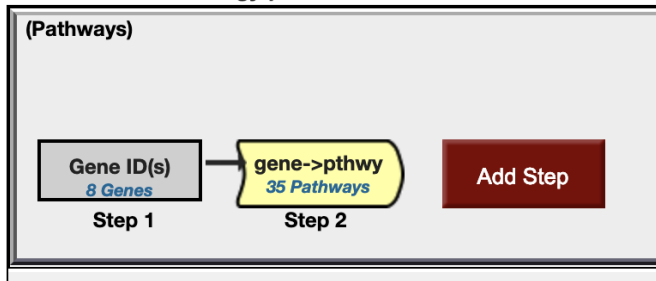 (Pathways)
Gene ID(s)
8 Genes
Step 1
gene->pthwy
35 Pathways
Step 2
Add Step